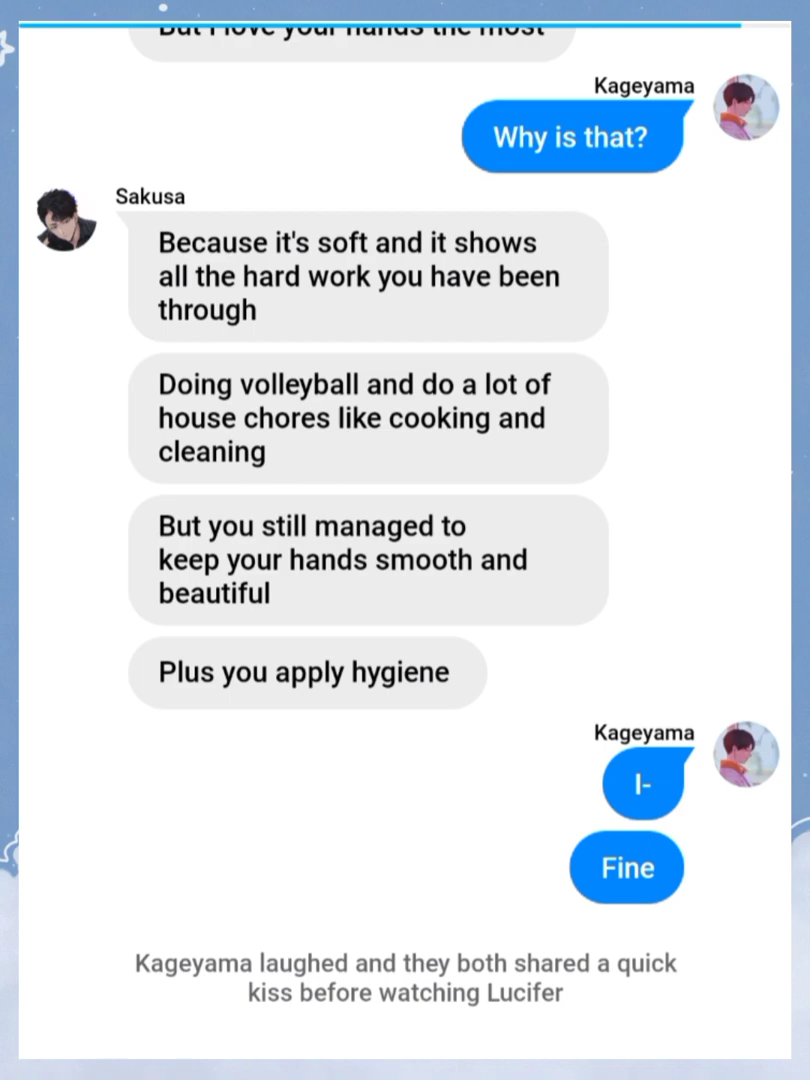 But I love your hands the most
Kageyama
Why is that?
Sakusa
Because it's soft and it shows
all the hard work you have been
through
Doing volleyball and do a lot of
house chores like cooking and
cleaning
But you still managed to
keep your hands smooth and
beautiful
Plus you apply hygiene
Kageyama
I-
Fine
Kageyama laughed and they both shared a quick
kiss before watching Lucifer